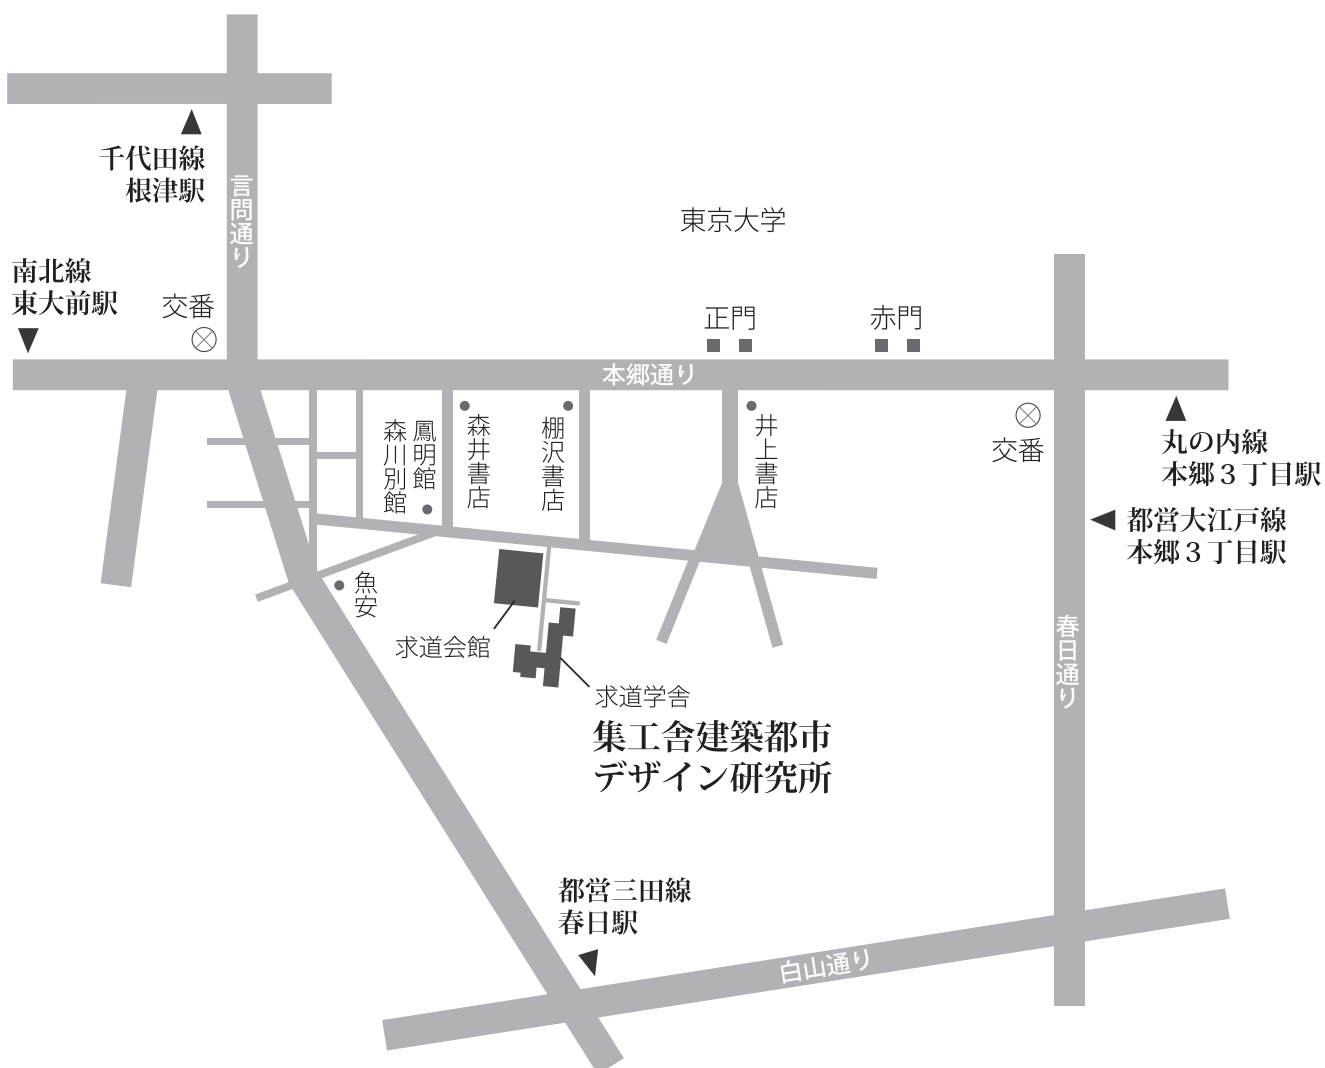 千代田線
根津駅
言問通り
東京大学
南北線
東大前駅
交番
正門
赤門
本郷通り
森川別館
鳳明館
森井書店
棚沢書店
井上書店
交番
丸の内線
本郷３丁目駅
都営大江戸線
本郷３丁目駅
魚安
求道会館
春日通り
求道学舎
集工舎建築都市
デザイン研究所
都営三田線
春日駅
白山通り